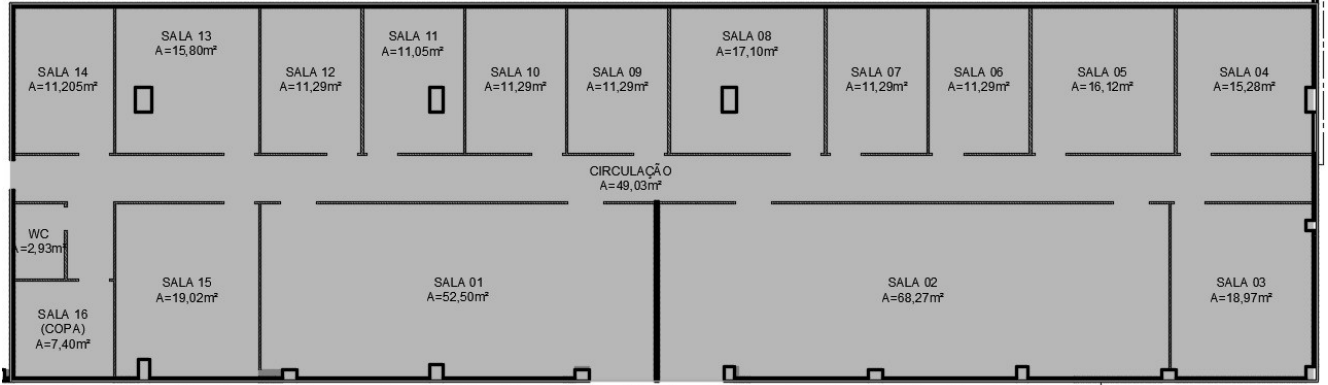 SALA 14
A=11,205m²
SALA 13
A=15,80m²
SALA 12
A=11,29m²
SALA 11
A=11,05m²
SALA 10
A=11,29m²
SALA 09
A=11,29m²
SALA 08
A=17,10m²
SALA 07
A=11,29m²
SALA 06
A=11,29m²
SALA 05
A=16,12m²
SALA 04
A=15,28m²
CIRCULAÇÃO
A=49,03m²
WC
A=2,93m²
SALA 16
(COPA)
A=7,40m²
SALA 15
A=19,02m²
SALA 01
A=52,50m²
SALA 02
A=68,27m²
SALA 03
A=18,97m²